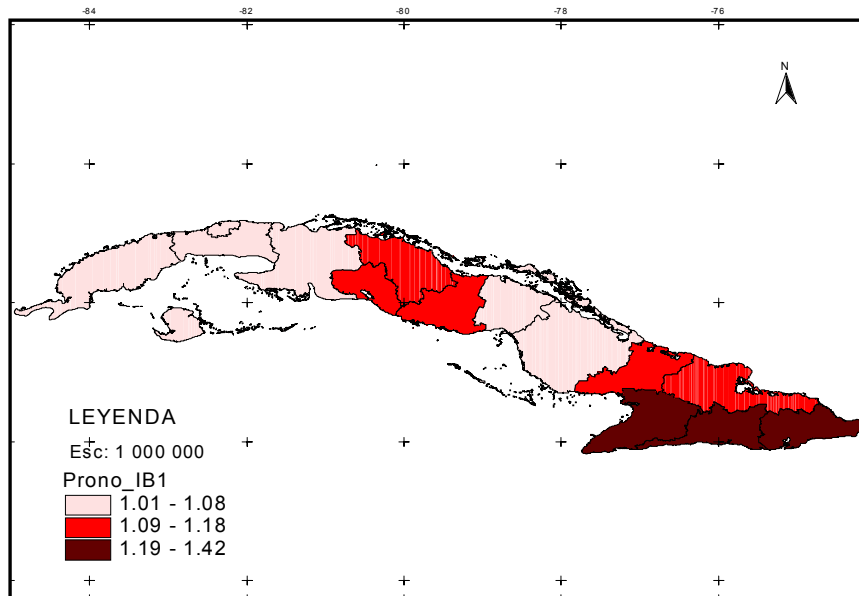 -84 -82 -80 -78 -76
N
LEYENDA
Esc: 1 000 000
Prono_IB1
1.01 - 1.08
1.09 - 1.18
1.19 - 1.42